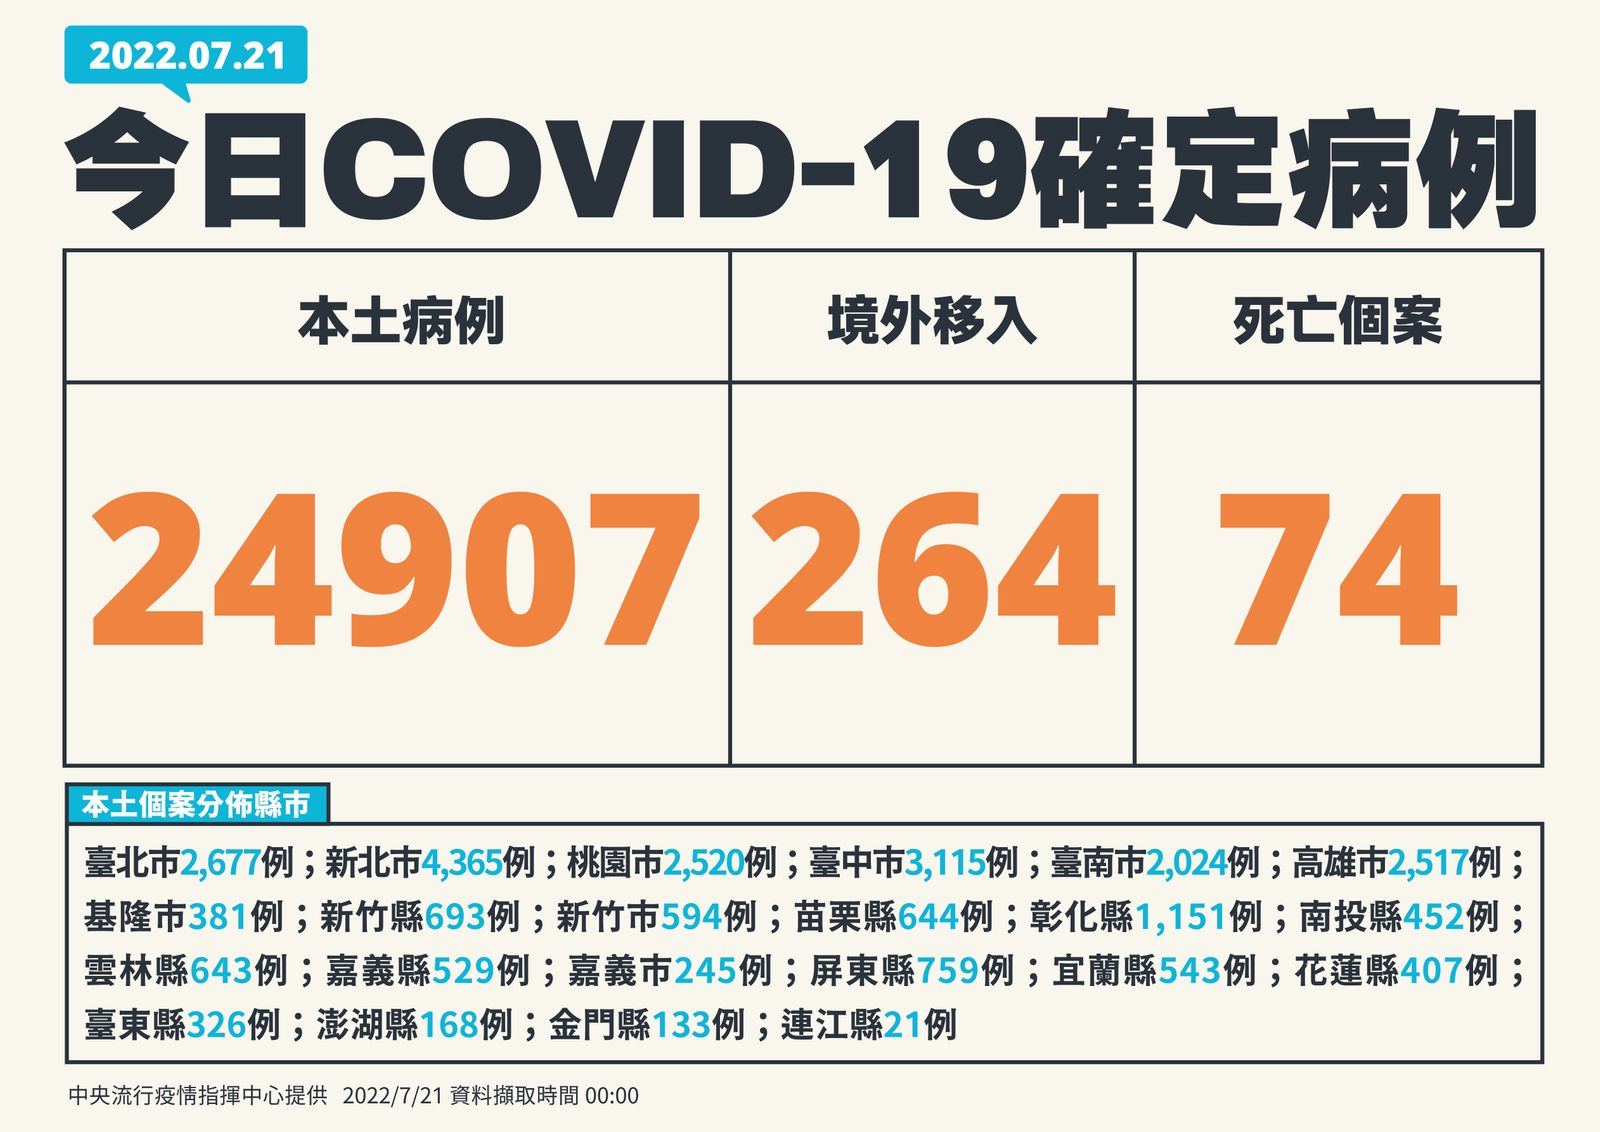 2022.07.21
今日COVID-19確定病例
本土病例 境外移入 死亡個案
24907 264 74
本土個案分佈縣市
臺北市2,677例；新北市4,365例；桃園市2,520例；臺中市3,115例；臺南市2,024例；高雄市2,517例；
基隆市381例；新竹縣693例；新竹市594例；苗栗縣644例；彰化縣1,151例；南投縣452例；
雲林縣643例；嘉義縣529例；嘉義市245例；屏東縣759例；宜蘭縣543例；花蓮縣407例；
臺東縣326例；澎湖縣168例；金門縣133例；連江縣21例
中央流行疫情指揮中心提供 2022/7/21 資料擷取時間 00:00